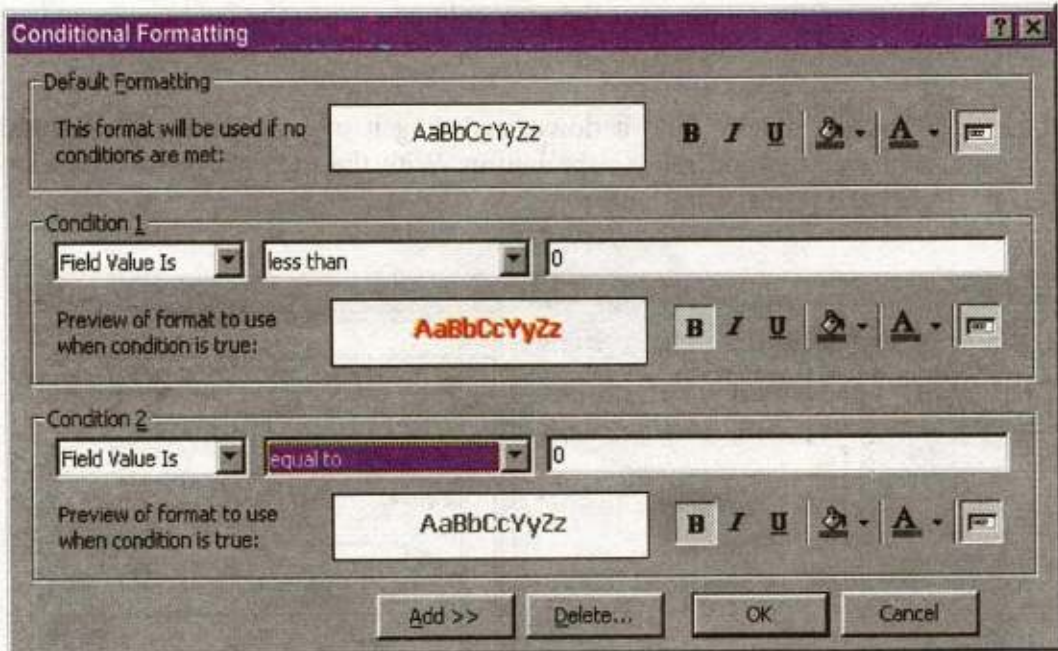 Conditional Formatting
Default Formatting
This format will be used if no
conditions are met:
AaBbCcYyZz
B I U A
Condition 1
Field Value Is less than 0
Preview of format to use
when condition is true:
AaBbCcYyZz
B I U A
Condition 2
Field Value Is equal to 0
Preview of format to use
when condition is true:
AaBbCcYyZz
B I U A
Add >> Delete... OK Cancel